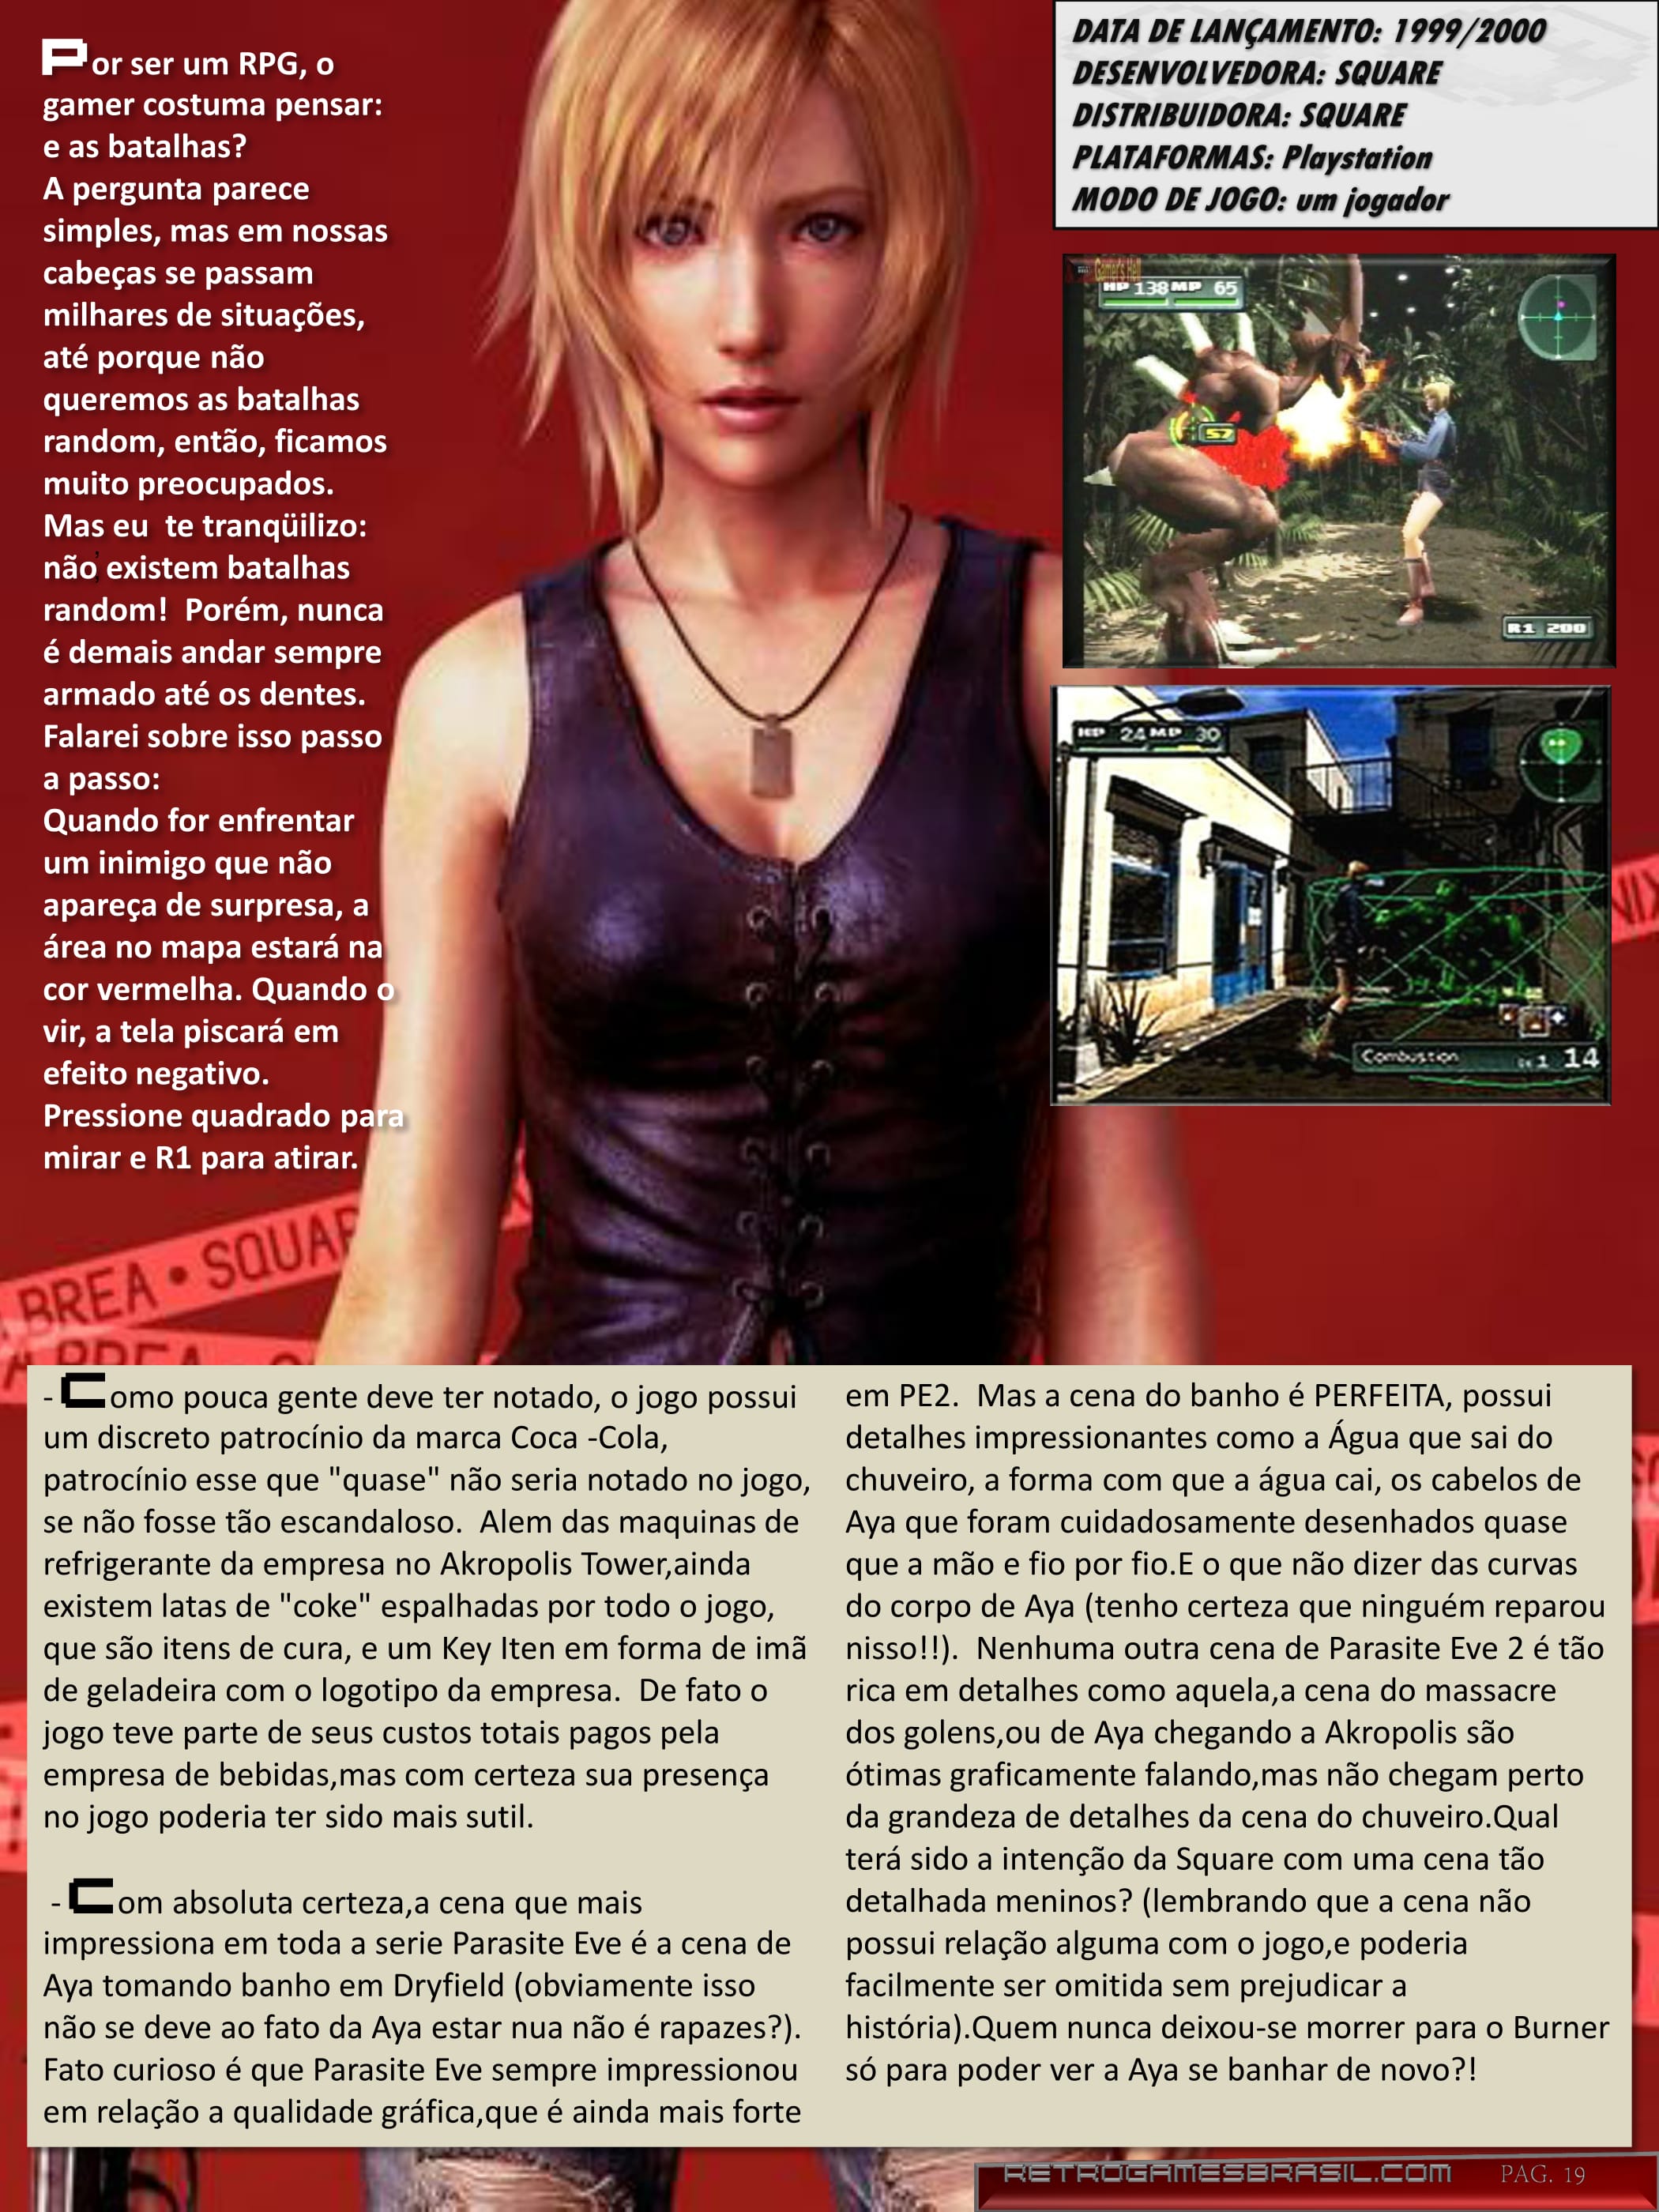 Por ser um RPG, o
gamer costuma pensar:
e as batalhas?
A pergunta parece
simples, mas em nossas
cabeças se passam
milhares de situações,
até porque não
queremos as batalhas
random, então, ficamos
muito preocupados.
Mas eu  te tranqüilizo:
não existem batalhas
random!  Porém, nunca
é demais andar sempre
armado até os dentes.
Falarei sobre isso passo
a passo:
Quando for enfrentar
um inimigo que não
apareça de surpresa, a
área no mapa estará na
cor vermelha. Quando o
vir, a tela piscará em
efeito negativo.
Pressione quadrado para
mirar e R1 para atirar.
DATA DE LANÇAMENTO: 1999/2000
DESENVOLVEDORA: SQUARE
DISTRIBUIDORA: SQUARE
PLATAFORMAS: Playstation
MODO DE JOGO: um jogador
Gamer's Hell
HP 138 MP 65
57
R1 200
HP 24 MP 30
Combustion Lv 1 14
BREA • SQUAR
BREA
- Como pouca gente deve ter notado, o jogo possui
um discreto patrocínio da marca Coca -Cola,
patrocínio esse que "quase" não seria notado no jogo,
se não fosse tão escandaloso.  Alem das maquinas de
refrigerante da empresa no Akropolis Tower,ainda
existem latas de "coke" espalhadas por todo o jogo,
que são itens de cura, e um Key Iten em forma de imã
de geladeira com o logotipo da empresa.  De fato o
jogo teve parte de seus custos totais pagos pela
empresa de bebidas,mas com certeza sua presença
no jogo poderia ter sido mais sutil.
- Com absoluta certeza,a cena que mais
impressiona em toda a serie Parasite Eve é a cena de
Aya tomando banho em Dryfield (obviamente isso
não se deve ao fato da Aya estar nua não é rapazes?).
Fato curioso é que Parasite Eve sempre impressionou
em relação a qualidade gráfica,que é ainda mais forte
em PE2.  Mas a cena do banho é PERFEITA, possui
detalhes impressionantes como a Água que sai do
chuveiro, a forma com que a água cai, os cabelos de
Aya que foram cuidadosamente desenhados quase
que a mão e fio por fio.E o que não dizer das curvas
do corpo de Aya (tenho certeza que ninguém reparou
nisso!!).  Nenhuma outra cena de Parasite Eve 2 é tão
rica em detalhes como aquela,a cena do massacre
dos golens,ou de Aya chegando a Akropolis são
ótimas graficamente falando,mas não chegam perto
da grandeza de detalhes da cena do chuveiro.Qual
terá sido a intenção da Square com uma cena tão
detalhada meninos? (lembrando que a cena não
possui relação alguma com o jogo,e poderia
facilmente ser omitida sem prejudicar a
história).Quem nunca deixou-se morrer para o Burner
só para poder ver a Aya se banhar de novo?!
RETROGAMESBRASIL.COM PAG. 19